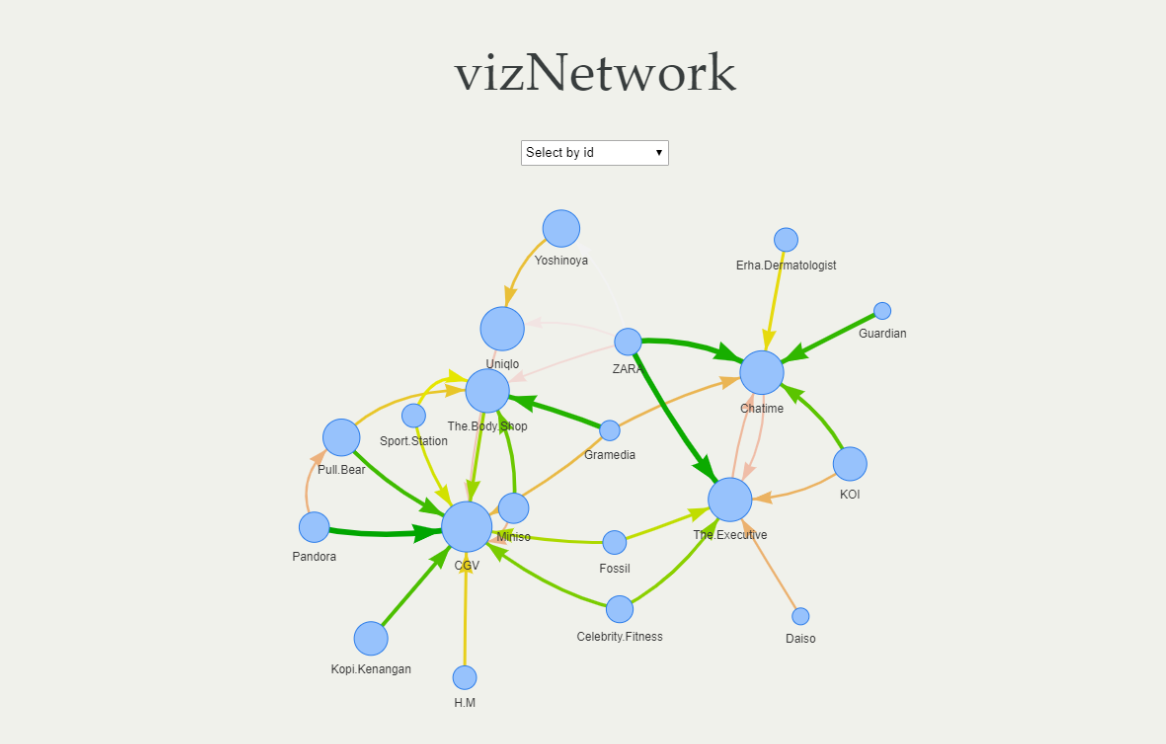 vizNetwork
Select by id
Yoshinoya
Erha.Dermatologist
Guardian
Uniqlo
ZARA
Chatime
The.Body.Shop
Sport.Station
Gramedia
Pull.Bear
KOI
Miniso
The.Executive
Pandora
CGV
Fossil
Celebrity.Fitness
Daiso
Kopi.Kenangan
H.M